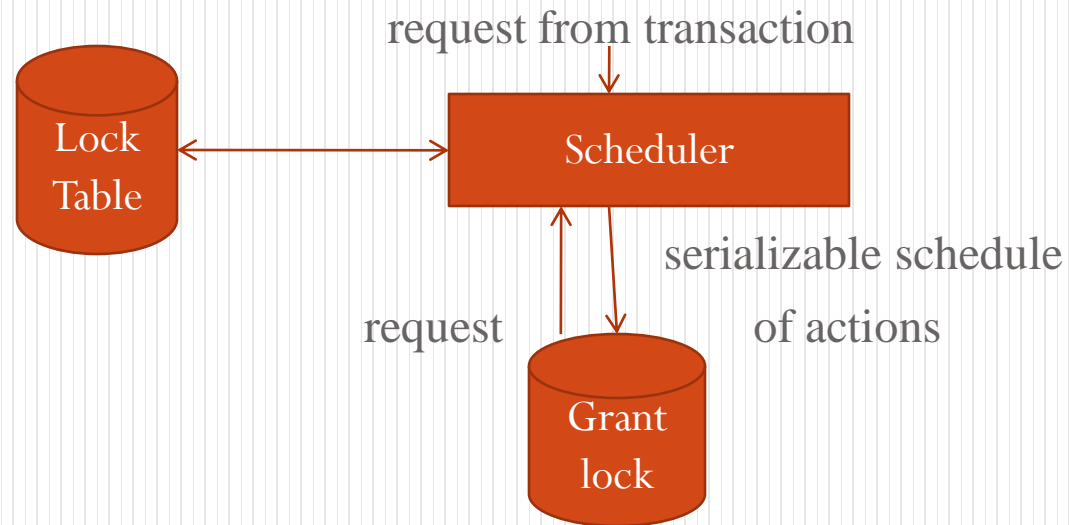 request from transaction
Lock
Table
Scheduler
serializable schedule
of actions
request
Grant
lock